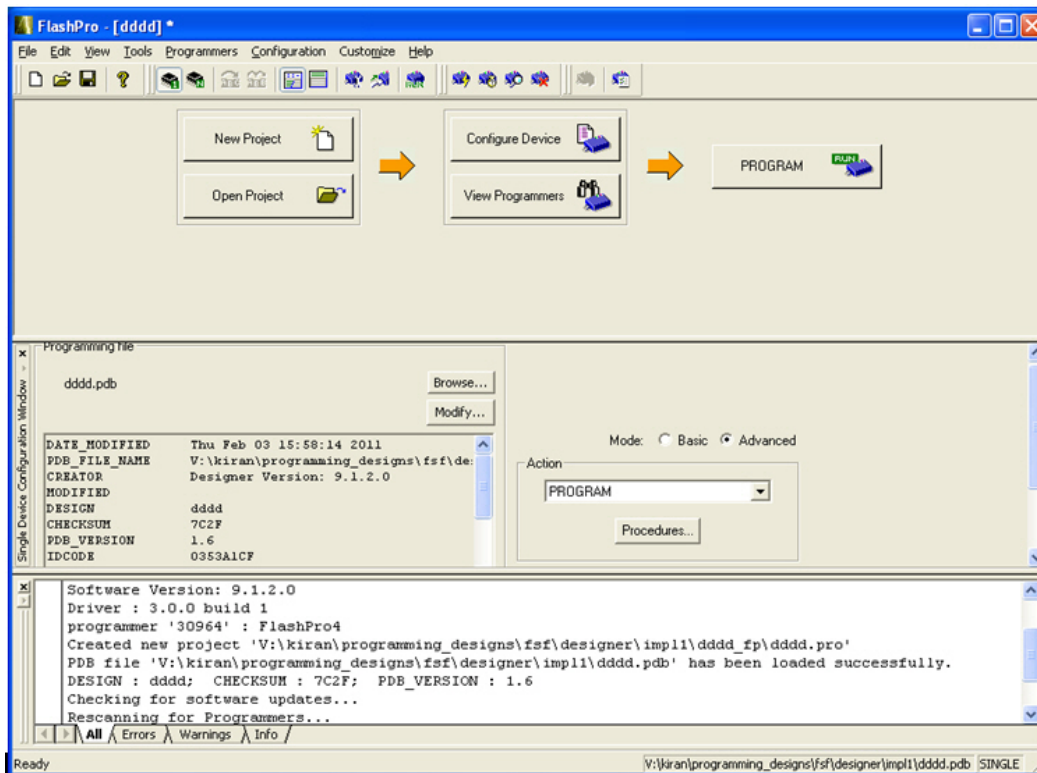 FlashPro - [dddd] *
File Edit View Tools Programmers Configuration Customize Help
New Project
Open Project
Configure Device
View Programmers
PROGRAM
RUN
Single Device Configuration Window
Programming file
dddd.pdb
Browse...
Modify...
DATE_MODIFIED Thu Feb 03 15:58:14 2011
PDB_FILE_NAME V:\kiran\programming_designs\fsf\de:
CREATOR Designer Version: 9.1.2.0
MODIFIED
DESIGN dddd
CHECKSUM 7C2F
PDB_VERSION 1.6
IDCODE 0353A1CF
Mode: Basic Advanced
Action
PROGRAM
Procedures...
Software Version: 9.1.2.0
Driver : 3.0.0 build 1
programmer '30964' : FlashPro4
Created new project 'V:\kiran\programming_designs\fsf\designer\impl1\dddd_fp\dddd.pro'
PDB file 'V:\kiran\programming_designs\fsf\designer\impl1\dddd.pdb' has been loaded successfully.
DESIGN : dddd; CHECKSUM : 7C2F; PDB_VERSION : 1.6
Checking for software updates...
Rescanning for Programmers...
All Errors Warnings Info
Ready V:\kiran\programming_designs\fsf\designer\impl1\dddd.pdb SINGLE